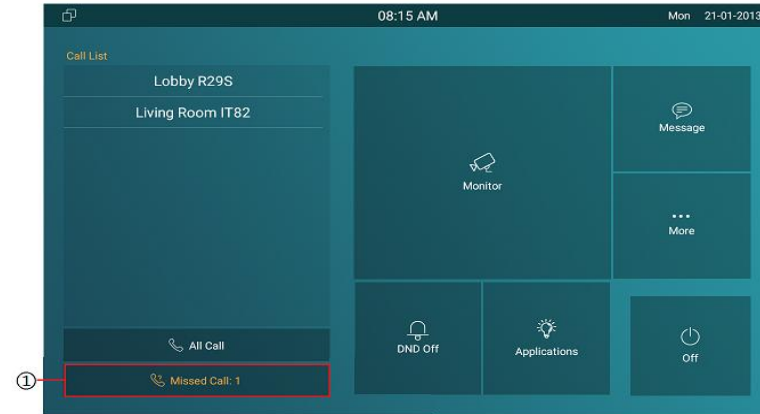 08:15 AM
Mon 21-01-2013
Call List
Lobby R29S
Living Room IT82
Monitor
Message
More
DND Off
Applications
Off
All Call
① Missed Call: 1